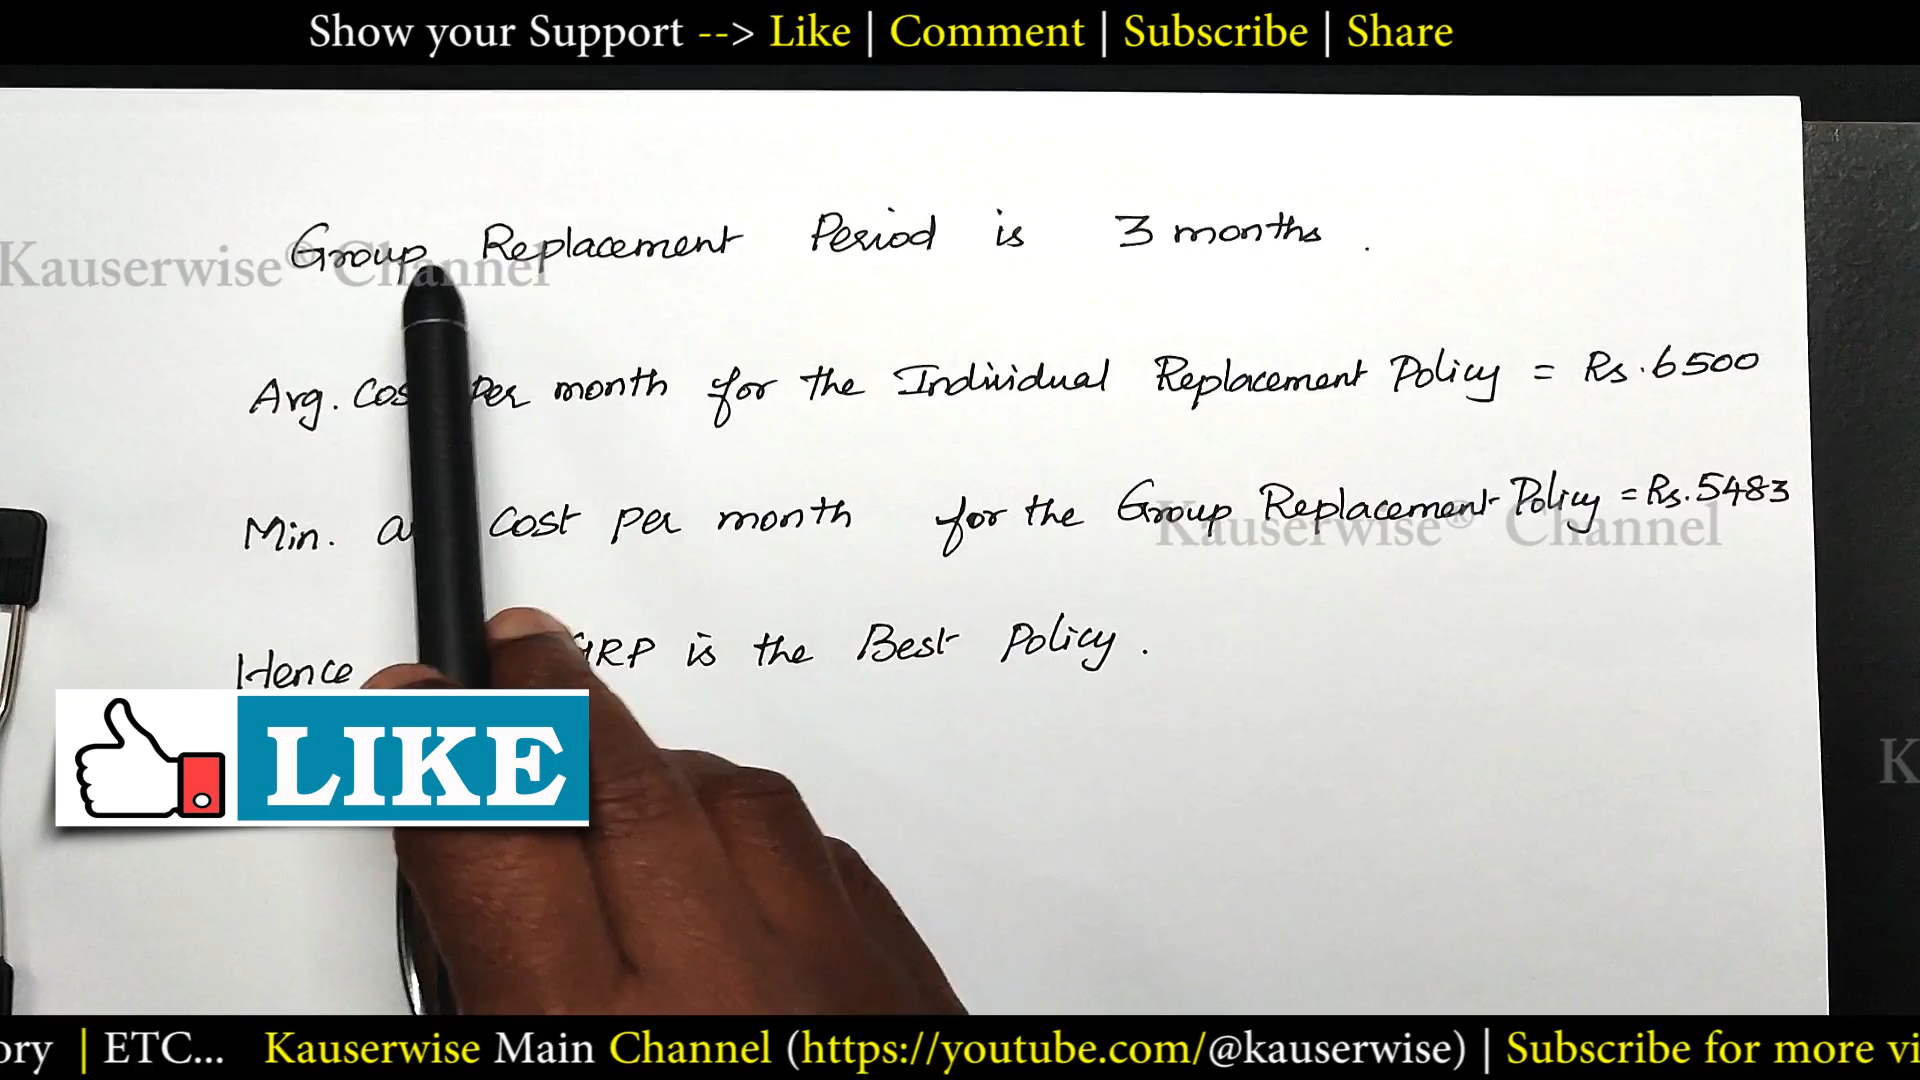 Show your Support --> Like | Comment | Subscribe | Share
Group Replacement Period is 3 months.
Kauserwise® Channel
Avg. Cos per month for the Individual Replacement Policy = Rs.6500
Min. a cost per month for the Group Replacement Policy = Rs.5483
Kauserwise® Channel
Hence GRP is the Best Policy.
LIKE
K
ory | ETC... Kauserwise Main Channel (https://youtube.com/@kauserwise) | Subscribe for more vi